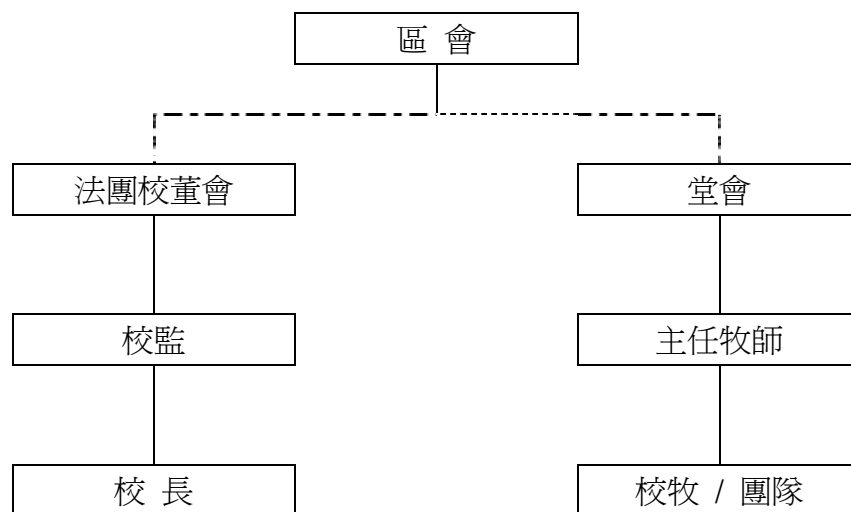 區 會
法團校董會
堂會
校監
主任牧師
校 長
校牧 / 團隊